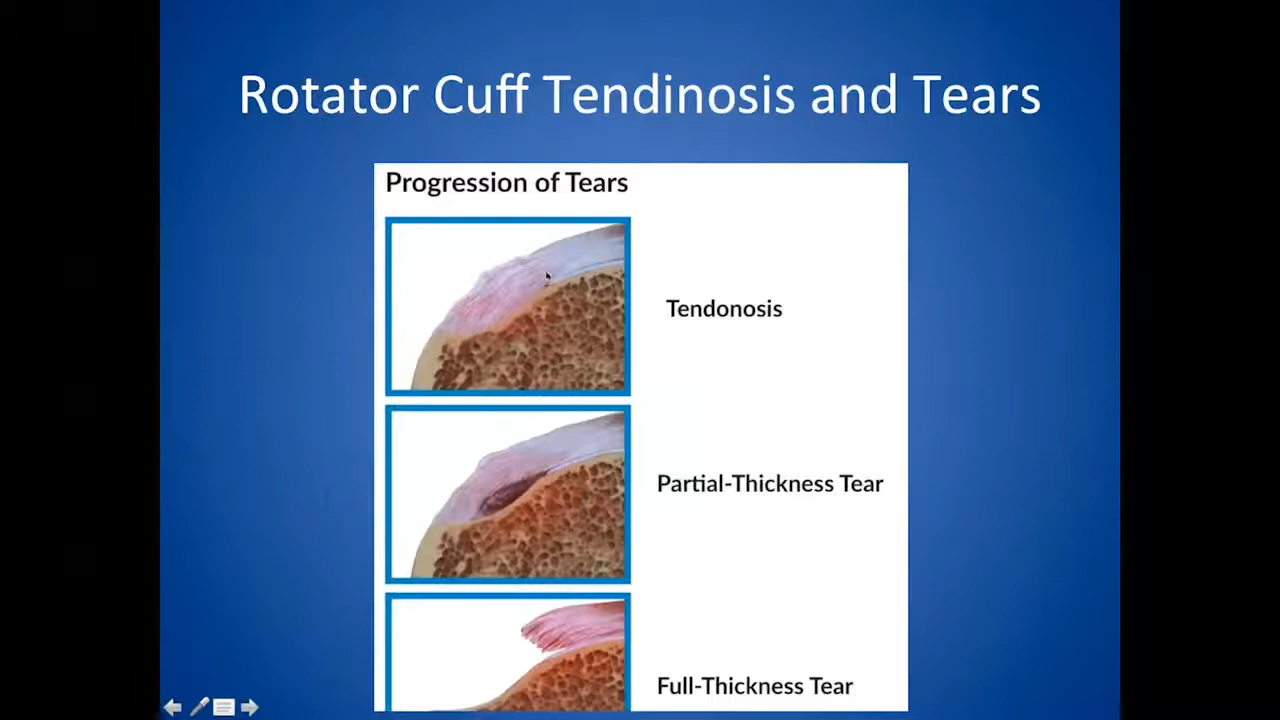 Rotator Cuff Tendinosis and Tears
Progression of Tears
Tendonosis
Partial-Thickness Tear
Full-Thickness Tear